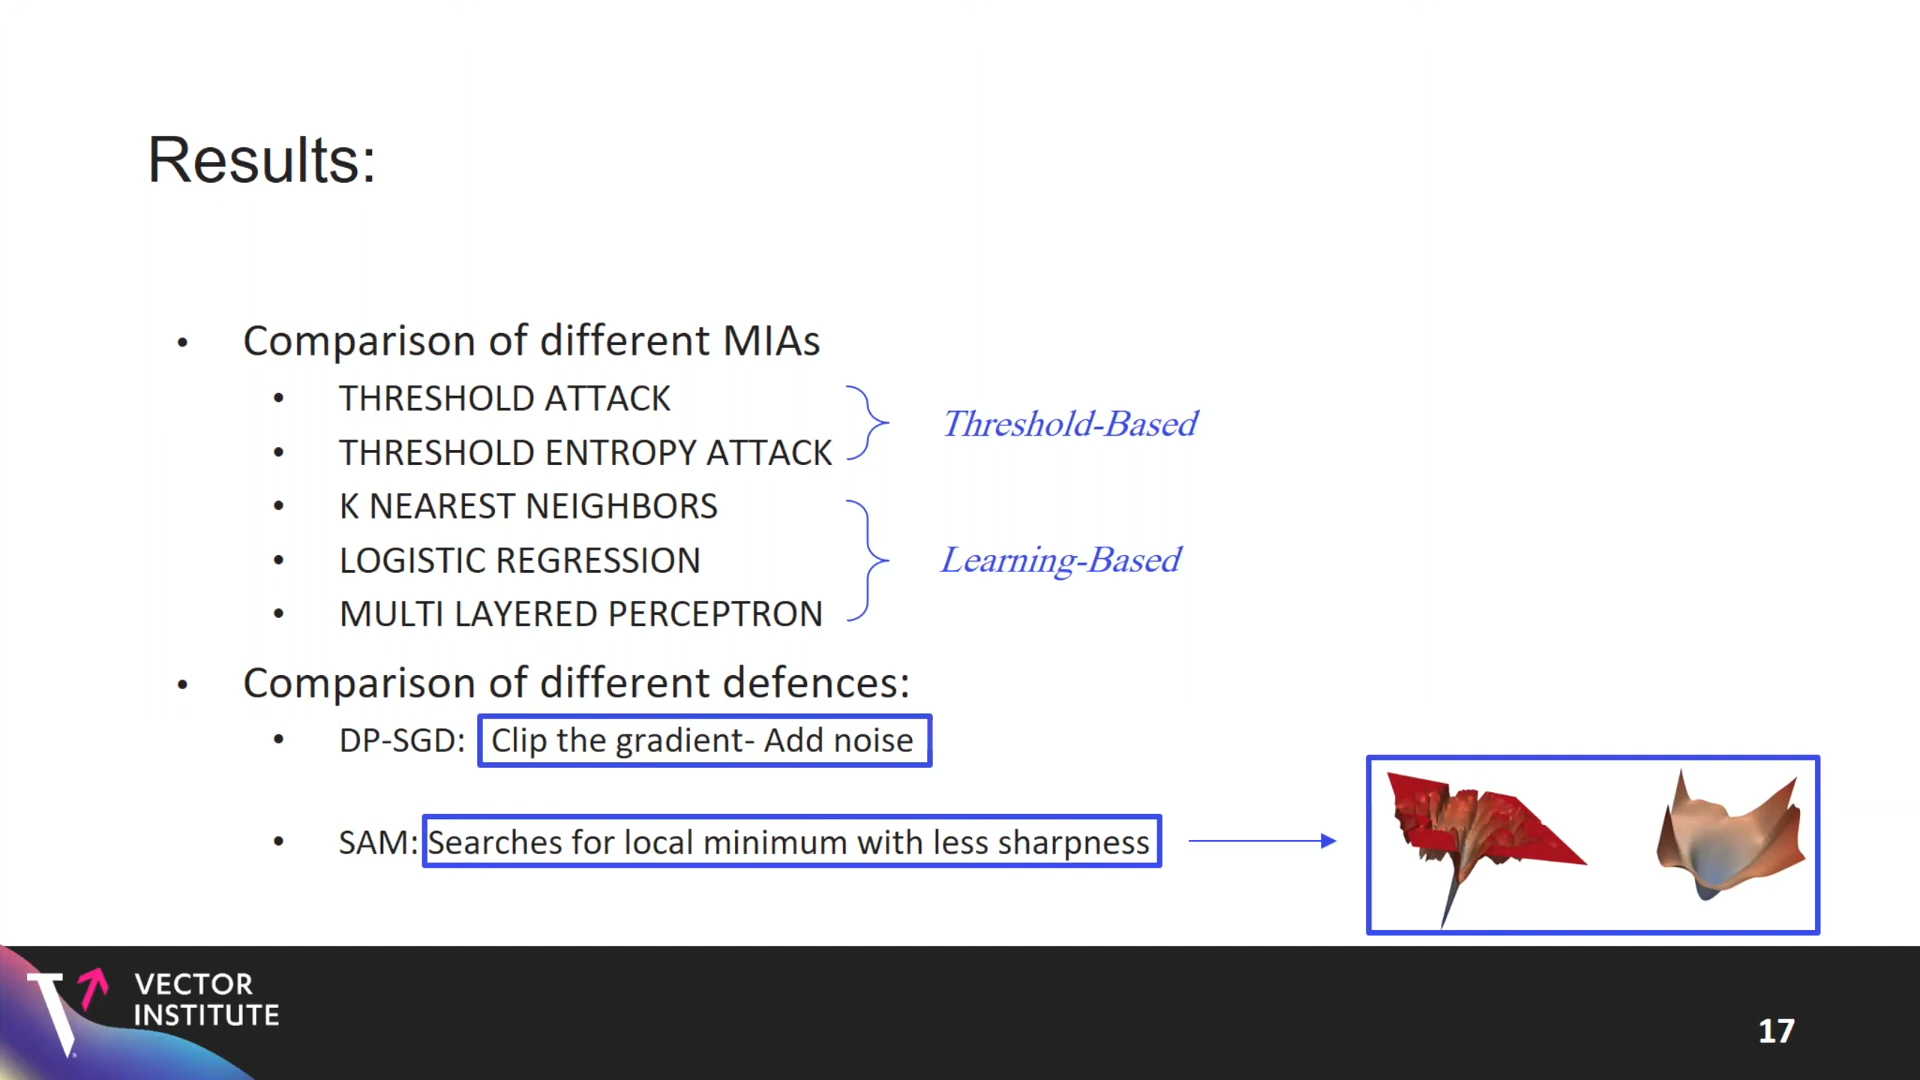 Results:
• Comparison of different MIAs
• THRESHOLD ATTACK
• THRESHOLD ENTROPY ATTACK
Threshold-Based
• K NEAREST NEIGHBORS
• LOGISTIC REGRESSION
• MULTI LAYERED PERCEPTRON
Learning-Based
• Comparison of different defences:
• DP-SGD: Clip the gradient- Add noise
• SAM: Searches for local minimum with less sharpness
VECTOR
INSTITUTE
17